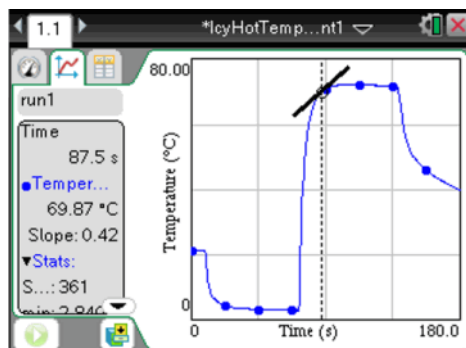 1.1
*IcyHotTemp...nt1
run1
Time
87.5 s
Temper...
69.87 °C
Slope: 0.42
▼Stats:
S...: 361
80.00
Temperature (°C)
0
0
Time (s)
180.0